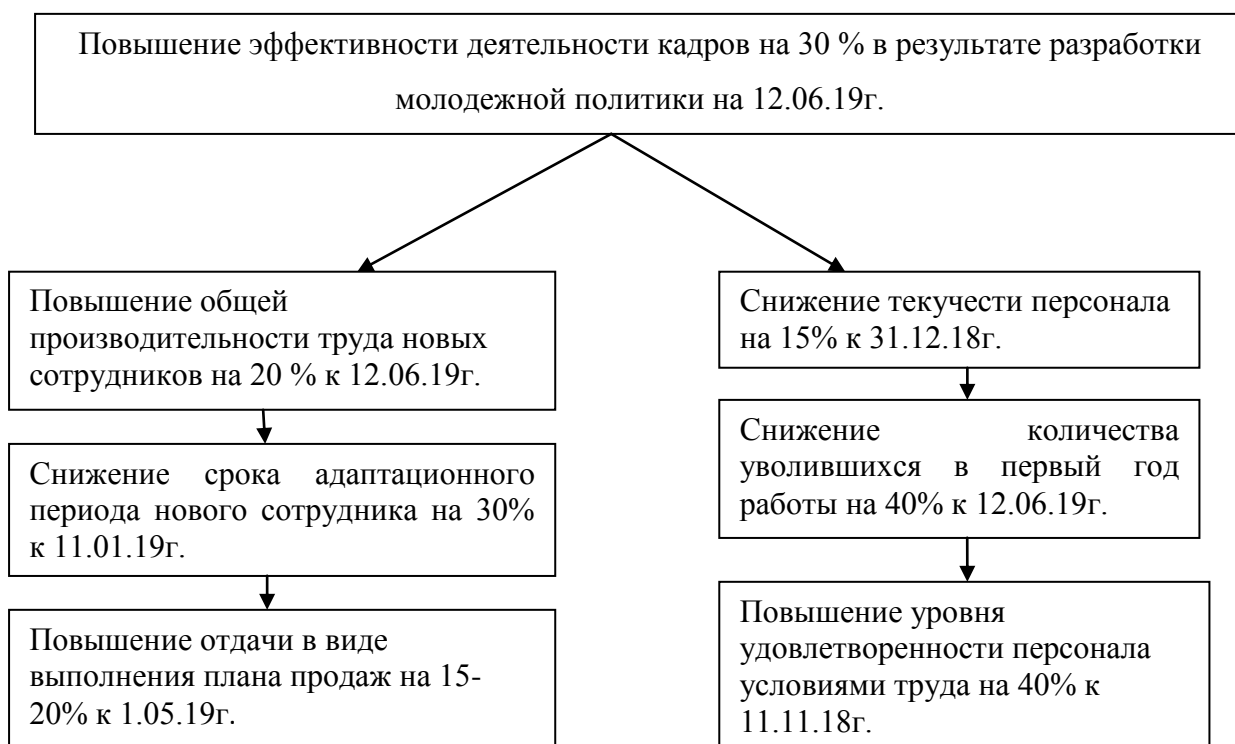 Повышение эффективности деятельности кадров на 30 % в результате разработки
молодежной политики на 12.06.19г.
Повышение общей
производительности труда новых
сотрудников на 20 % к 12.06.19г.
Снижение срока адаптационного
периода нового сотрудника на 30%
к 11.01.19г.
Повышение отдачи в виде
выполнения плана продаж на 15-
20% к 1.05.19г.
Снижение текучести персонала
на 15% к 31.12.18г.
Снижение количества
уволившихся в первый год
работы на 40% к 12.06.19г.
Повышение уровня
удовлетворенности персонала
условиями труда на 40% к
11.11.18г.